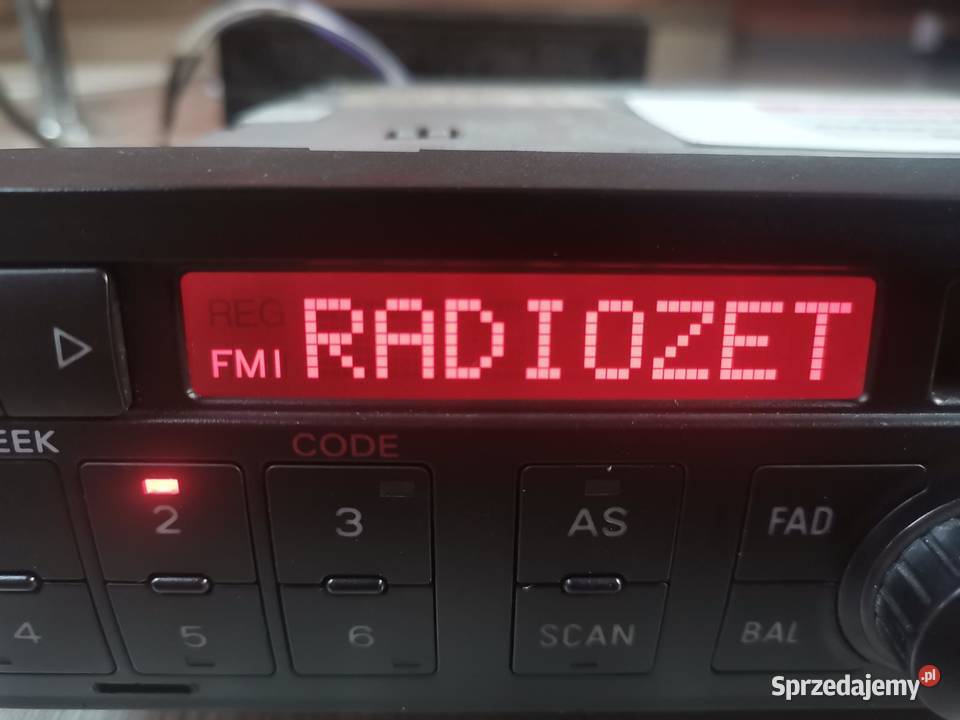 REG
FM1 RADIOZET
EEK
CODE
2 3 AS FAD
4 5 6 SCAN BAL
Sprzedajemy.pl